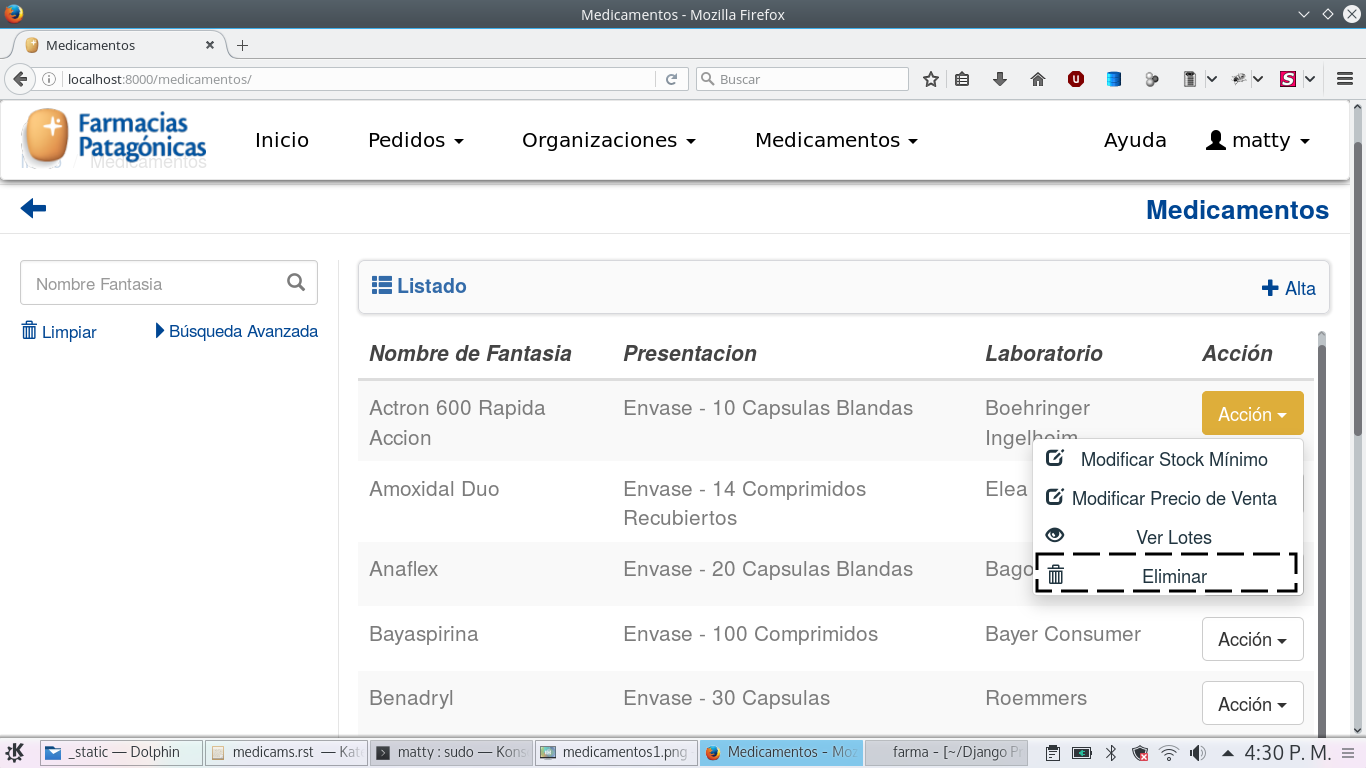 Medicamentos - Mozilla Firefox
Medicamentos
localhost:8000/medicamentos/
Buscar
Farmacias
Patagónicas
Inicio
Pedidos
Organizaciones
Medicamentos
Ayuda
matty
Medicamentos
Medicamentos
Nombre Fantasia
Limpiar
Búsqueda Avanzada
Listado
Alta
Nombre de Fantasia Presentacion Laboratorio Acción
Actron 600 Rapida Envase - 10 Capsulas Blandas Boehringer Acción
Accion Ingelheim
Modificar Stock Mínimo
Amoxidal Duo Envase - 14 Comprimidos Elea
Recubiertos
Modificar Precio de Venta
Ver Lotes
Anaflex Envase - 20 Capsulas Blandas Bago
Eliminar
Bayaspirina Envase - 100 Comprimidos Bayer Consumer Acción
Benadryl Envase - 30 Capsulas Roemmers Acción
_static — Dolphin
medicams.rst — Kat
matty : sudo — Kons
medicamentos1.png
Medicamentos - Moz
farma - [~/Django P
4:30 P. M.